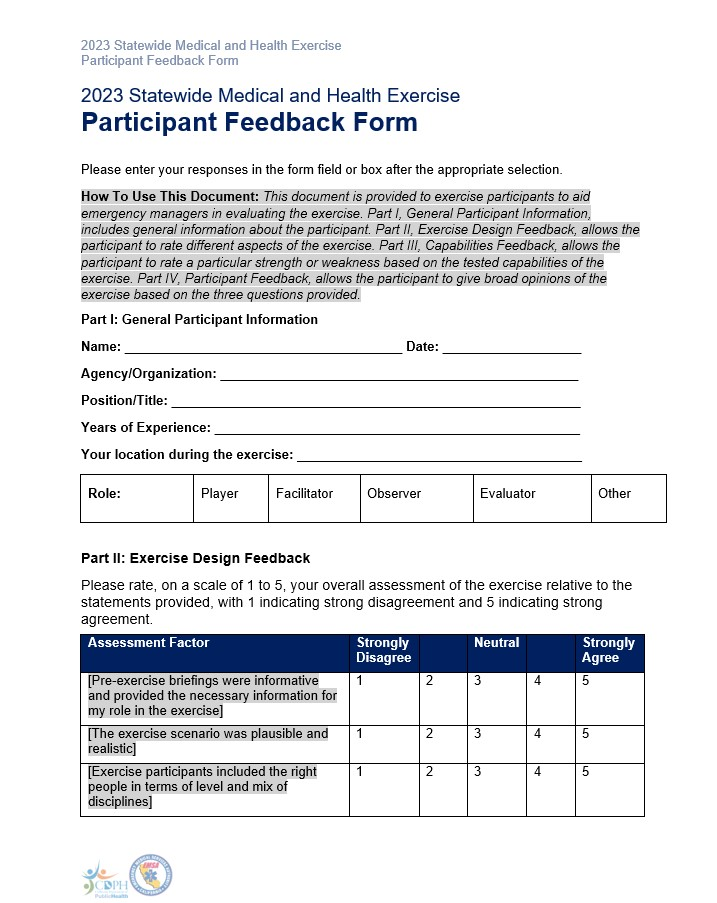 2023 Statewide Medical and Health Exercise
Participant Feedback Form
2023 Statewide Medical and Health Exercise
Participant Feedback Form
Please enter your responses in the form field or box after the appropriate selection.
How To Use This Document: This document is provided to exercise participants to aid
emergency managers in evaluating the exercise. Part I, General Participant Information,
includes general information about the participant. Part II, Exercise Design Feedback, allows the
participant to rate different aspects of the exercise. Part III, Capabilities Feedback, allows the
participant to rate a particular strength or weakness based on the tested capabilities of the
exercise. Part IV, Participant Feedback, allows the participant to give broad opinions of the
exercise based on the three questions provided.
Part I: General Participant Information
Name: Date:
Agency/Organization:
Position/Title:
Years of Experience:
Your location during the exercise:
Role: Player Facilitator Observer Evaluator Other
Part II: Exercise Design Feedback
Please rate, on a scale of 1 to 5, your overall assessment of the exercise relative to the
statements provided, with 1 indicating strong disagreement and 5 indicating strong
agreement.
Assessment Factor Strongly Neutral Strongly
Disagree Agree
[Pre-exercise briefings were informative 1 2 3 4 5
and provided the necessary information for
my role in the exercise]
[The exercise scenario was plausible and 1 2 3 4 5
realistic]
[Exercise participants included the right 1 2 3 4 5
people in terms of level and mix of
disciplines]
CDPH
PublicHealth
EMSA